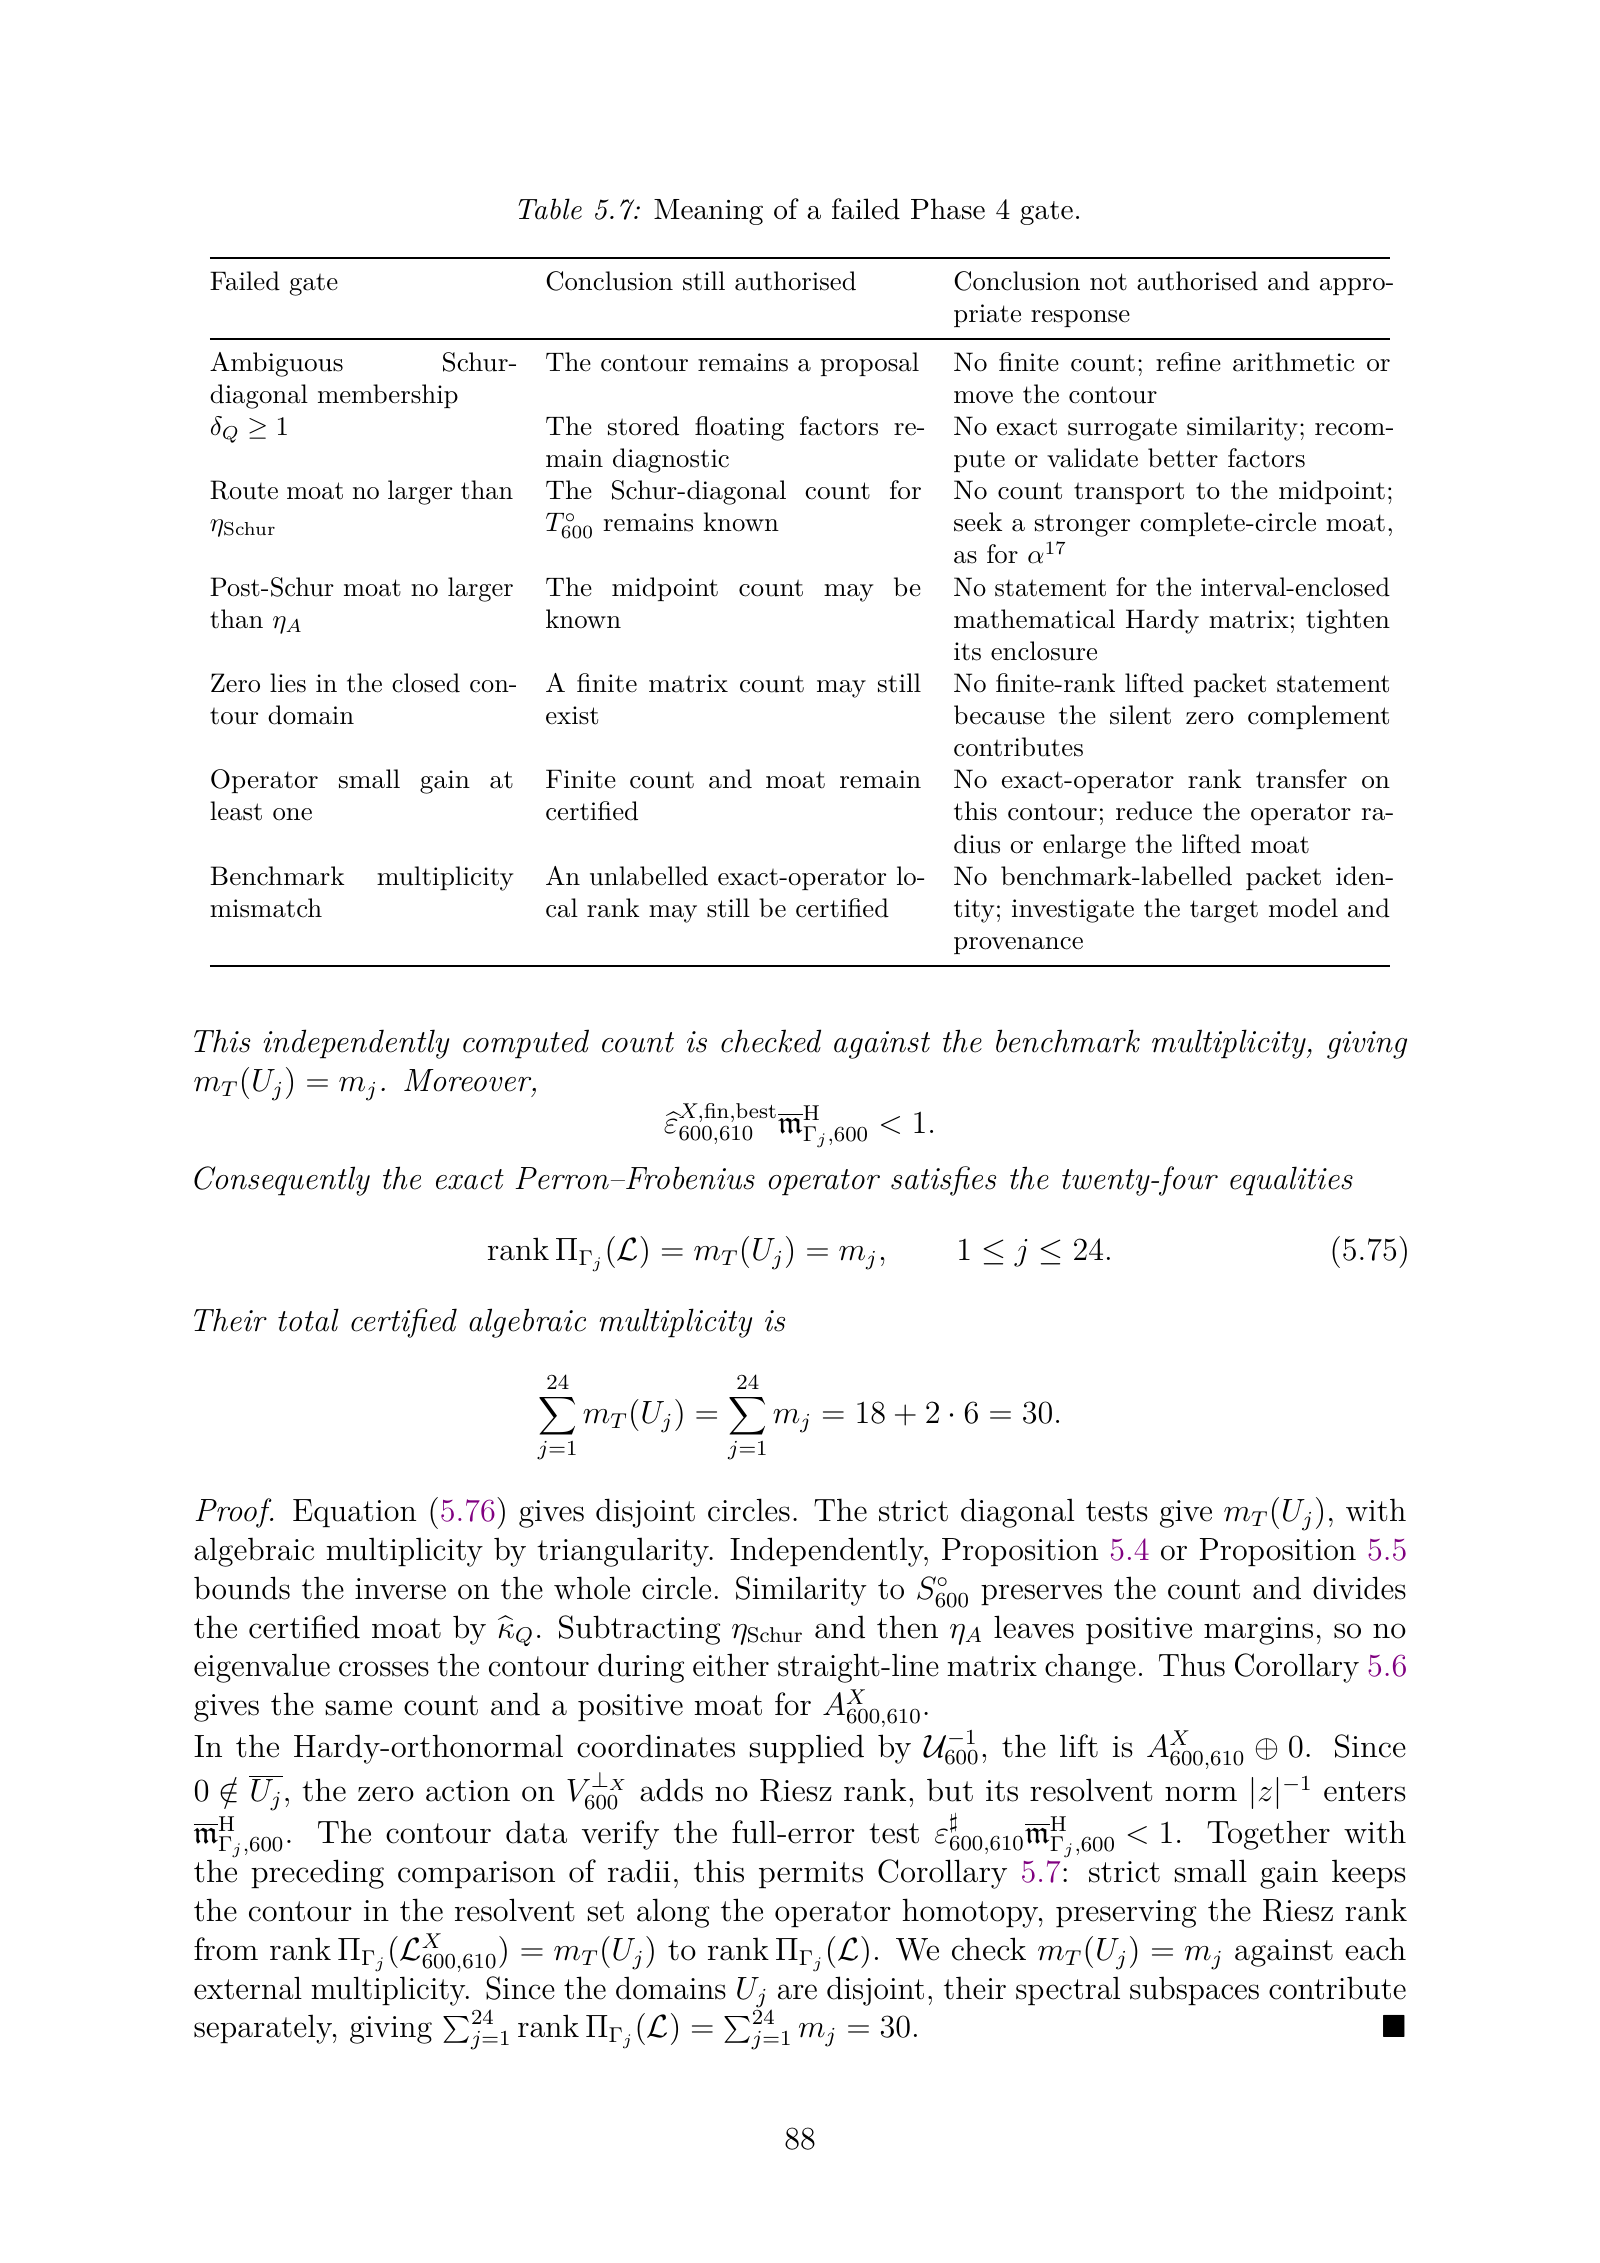 Table 5.7: Meaning of a failed Phase 4 gate.
Failed gate
Conclusion still authorised
Conclusion not authorised and appro-
priate response
Ambiguous Schur-
diagonal membership
The contour remains a proposal
No finite count; refine arithmetic or
move the contour
δ_Q ≥ 1
The stored floating factors re-
main diagnostic
No exact surrogate similarity; recom-
pute or validate better factors
Route moat no larger than
η_Schur
The Schur-diagonal count for
T°_600 remains known
No count transport to the midpoint;
seek a stronger complete-circle moat,
as for α^17
Post-Schur moat no larger
than η_A
The midpoint count may be
known
No statement for the interval-enclosed
mathematical Hardy matrix; tighten
its enclosure
Zero lies in the closed con-
tour domain
A finite matrix count may still
exist
No finite-rank lifted packet statement
because the silent zero complement
contributes
Operator small gain at
least one
Finite count and moat remain
certified
No exact-operator rank transfer on
this contour; reduce the operator ra-
dius or enlarge the lifted moat
Benchmark multiplicity
mismatch
An unlabelled exact-operator lo-
cal rank may still be certified
No benchmark-labelled packet iden-
tity; investigate the target model and
provenance
This independently computed count is checked against the benchmark multiplicity, giving
m_T(U_j) = m_j. Moreover,
ε̂^{X,fin,best}_{600,610} 𝔪̅^H_{Γ_j,600} < 1.
Consequently the exact Perron–Frobenius operator satisfies the twenty-four equalities
rank Π_{Γ_j}(ℒ) = m_T(U_j) = m_j, 1 ≤ j ≤ 24. (5.75)
Their total certified algebraic multiplicity is
∑_{j=1}^{24} m_T(U_j) = ∑_{j=1}^{24} m_j = 18 + 2 · 6 = 30.
Proof. Equation (5.76) gives disjoint circles. The strict diagonal tests give m_T(U_j), with
algebraic multiplicity by triangularity. Independently, Proposition 5.4 or Proposition 5.5
bounds the inverse on the whole circle. Similarity to S°_600 preserves the count and divides
the certified moat by κ̂_Q. Subtracting η_Schur and then η_A leaves positive margins, so no
eigenvalue crosses the contour during either straight-line matrix change. Thus Corollary 5.6
gives the same count and a positive moat for A^X_{600,610}.
In the Hardy-orthonormal coordinates supplied by 𝒰^{-1}_{600}, the lift is A^X_{600,610} ⊕ 0. Since
0 ∉ U̅_j, the zero action on V^{⊥_X}_{600} adds no Riesz rank, but its resolvent norm |z|^{-1} enters
𝔪̅^H_{Γ_j,600}. The contour data verify the full-error test ε^♯_{600,610} 𝔪̅^H_{Γ_j,600} < 1. Together with
the preceding comparison of radii, this permits Corollary 5.7: strict small gain keeps
the contour in the resolvent set along the operator homotopy, preserving the Riesz rank
from rank Π_{Γ_j}(ℒ^X_{600,610}) = m_T(U_j) to rank Π_{Γ_j}(ℒ). We check m_T(U_j) = m_j against each
external multiplicity. Since the domains U_j are disjoint, their spectral subspaces contribute
separately, giving ∑_{j=1}^{24} rank Π_{Γ_j}(ℒ) = ∑_{j=1}^{24} m_j = 30. ■
88